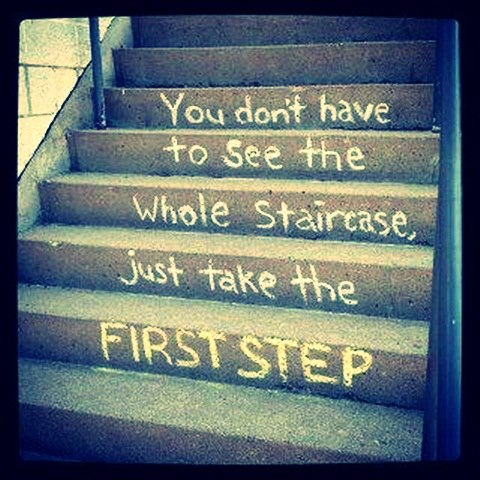 You don't have
to See the
Whole Staircase,
just take the
FIRST STEP